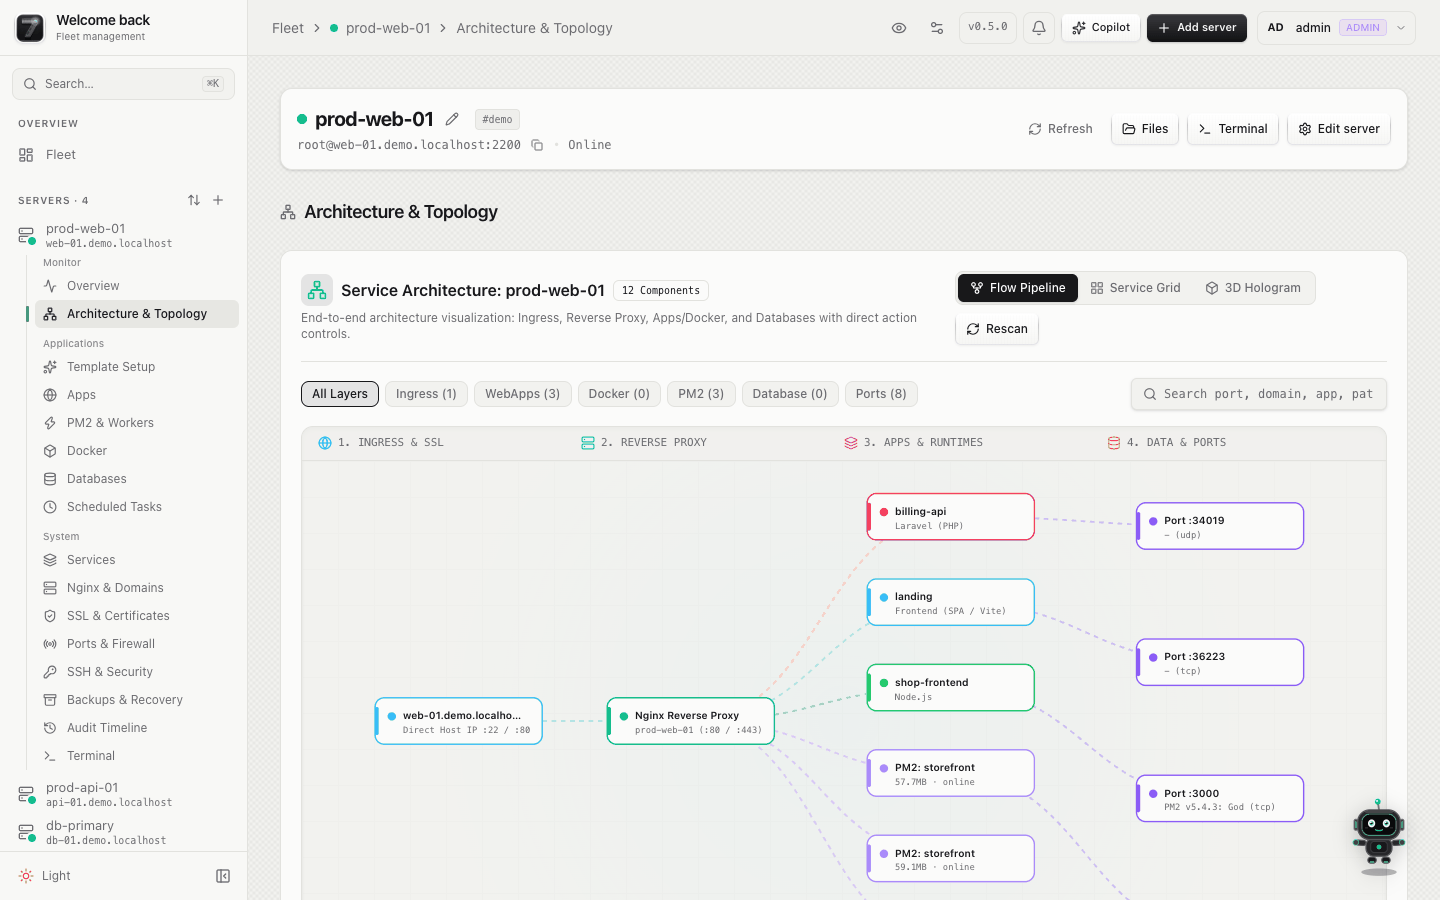 Welcome back
Fleet management
Search...
⌘K
OVERVIEW
Fleet
SERVERS · 4
prod-web-01
web-01.demo.localhost
Monitor
Overview
Architecture & Topology
Applications
Template Setup
Apps
PM2 & Workers
Docker
Databases
Scheduled Tasks
System
Services
Nginx & Domains
SSL & Certificates
Ports & Firewall
SSH & Security
Backups & Recovery
Audit Timeline
Terminal
prod-api-01
api-01.demo.localhost
db-primary
db-01.demo.localhost
Light
Fleet > prod-web-01 > Architecture & Topology
v0.5.0
Copilot
Add server
AD admin ADMIN
prod-web-01 #demo
root@web-01.demo.localhost:2200 • Online
Refresh
Files
Terminal
Edit server
Architecture & Topology
Service Architecture: prod-web-01 12 Components
End-to-end architecture visualization: Ingress, Reverse Proxy, Apps/Docker, and Databases with direct action
controls.
Flow Pipeline
Service Grid
3D Hologram
Rescan
All Layers
Ingress (1)
WebApps (3)
Docker (0)
PM2 (3)
Database (0)
Ports (8)
Search port, domain, app, pat
1. INGRESS & SSL
2. REVERSE PROXY
3. APPS & RUNTIMES
4. DATA & PORTS
web-01.demo.localho...
Direct Host IP :22 / :80
Nginx Reverse Proxy
prod-web-01 (:80 / :443)
billing-api
Laravel (PHP)
landing
Frontend (SPA / Vite)
shop-frontend
Node.js
PM2: storefront
57.7MB · online
PM2: storefront
59.1MB · online
Port :34019
— (udp)
Port :36223
— (tcp)
Port :3000
PM2 v5.4.3: God (tcp)